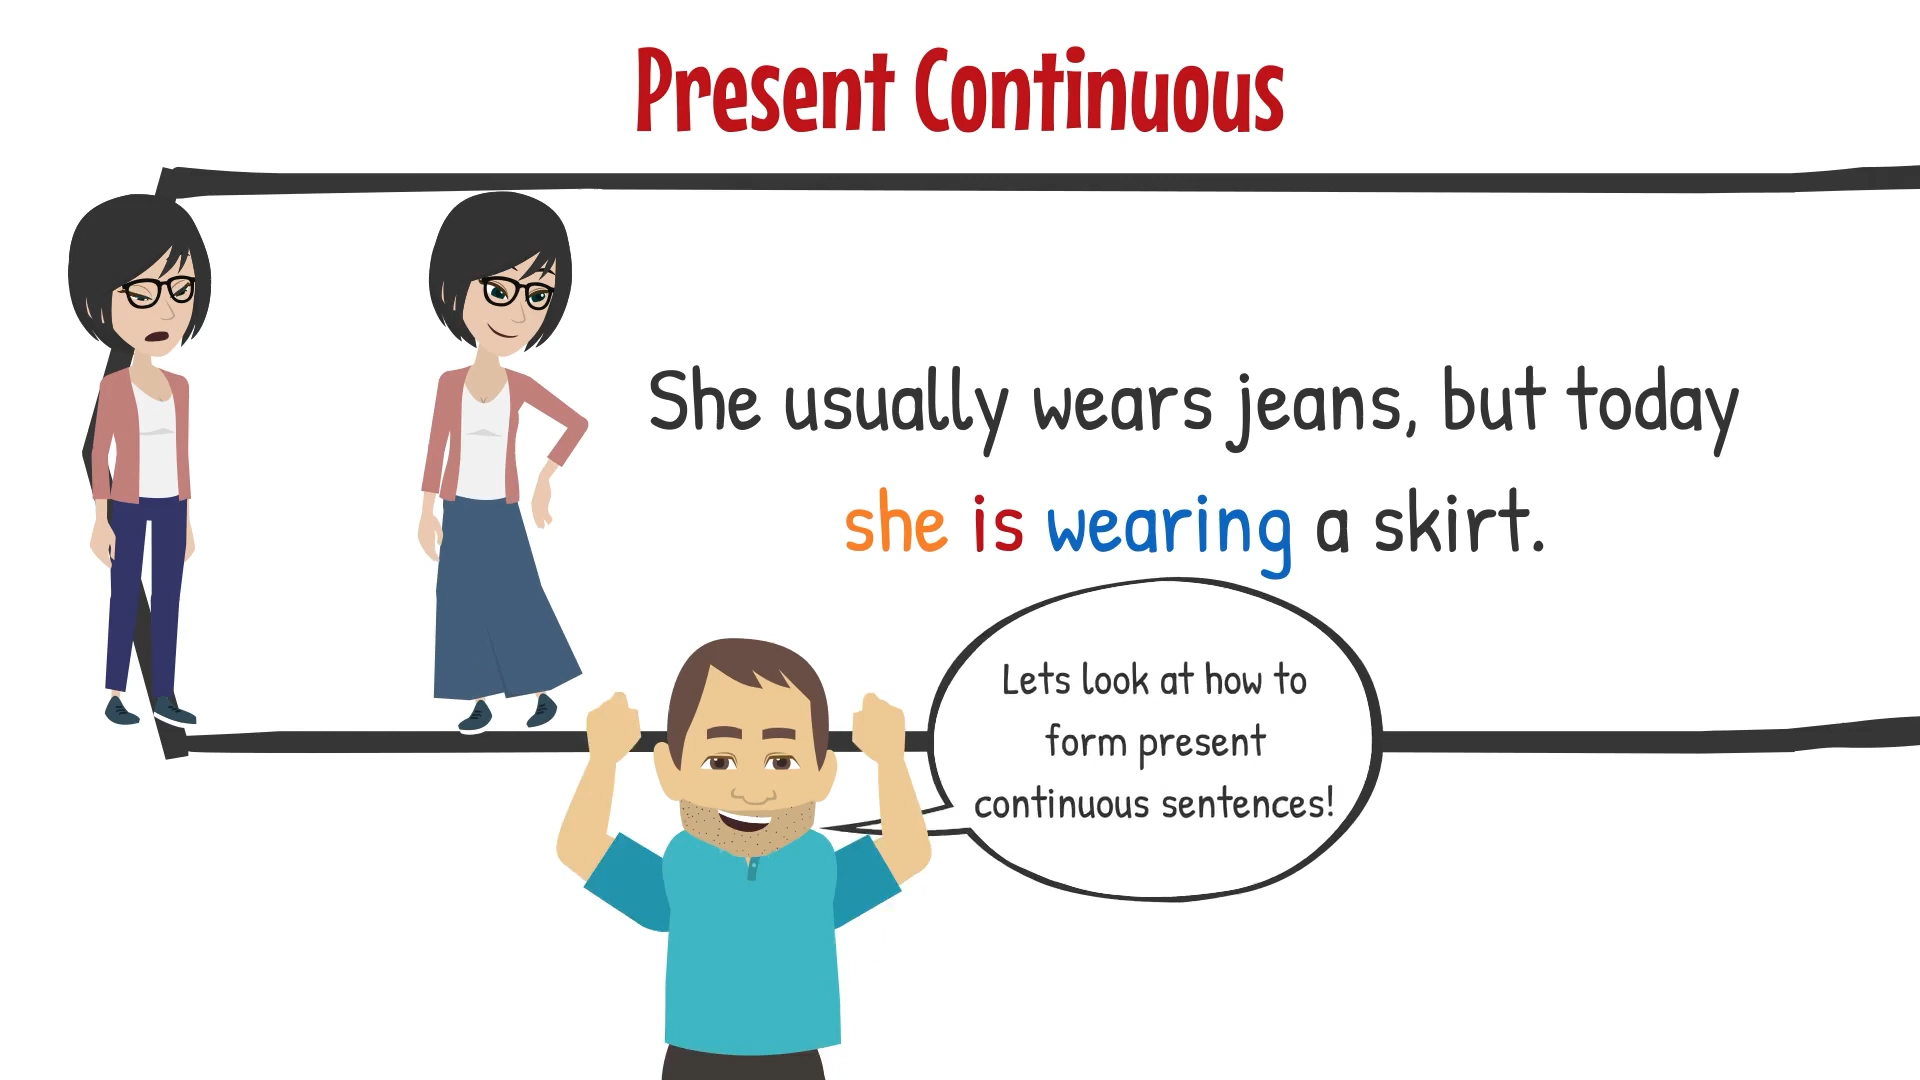 Present Continuous
She usually wears jeans, but today
she is wearing a skirt.
Lets look at how to
form present
continuous sentences!